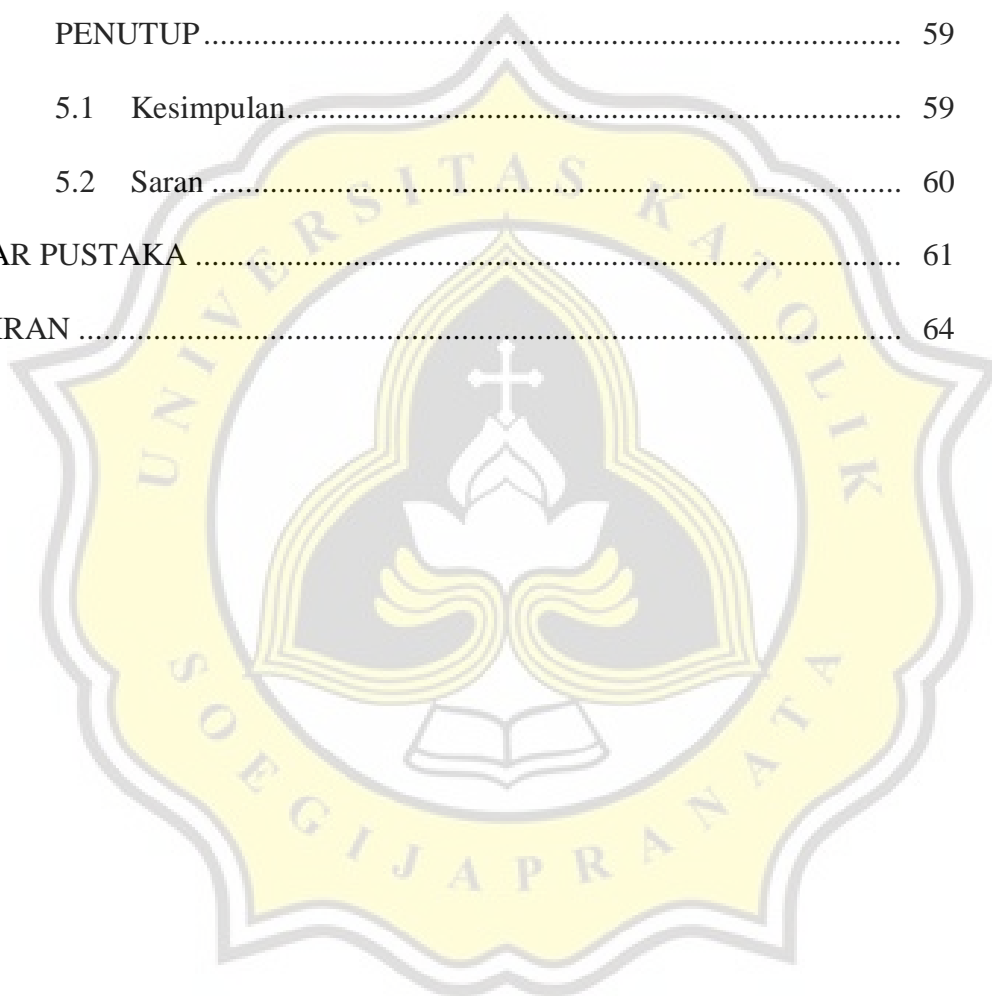 PENUTUP ........................................ 59
5.1 Kesimpulan ........................................ 59
5.2 Saran ........................................ 60
AR PUSTAKA ........................................ 61
IRAN ........................................ 64
UNIVERSITAS KATOLIK
SOEGIJAPRANATA